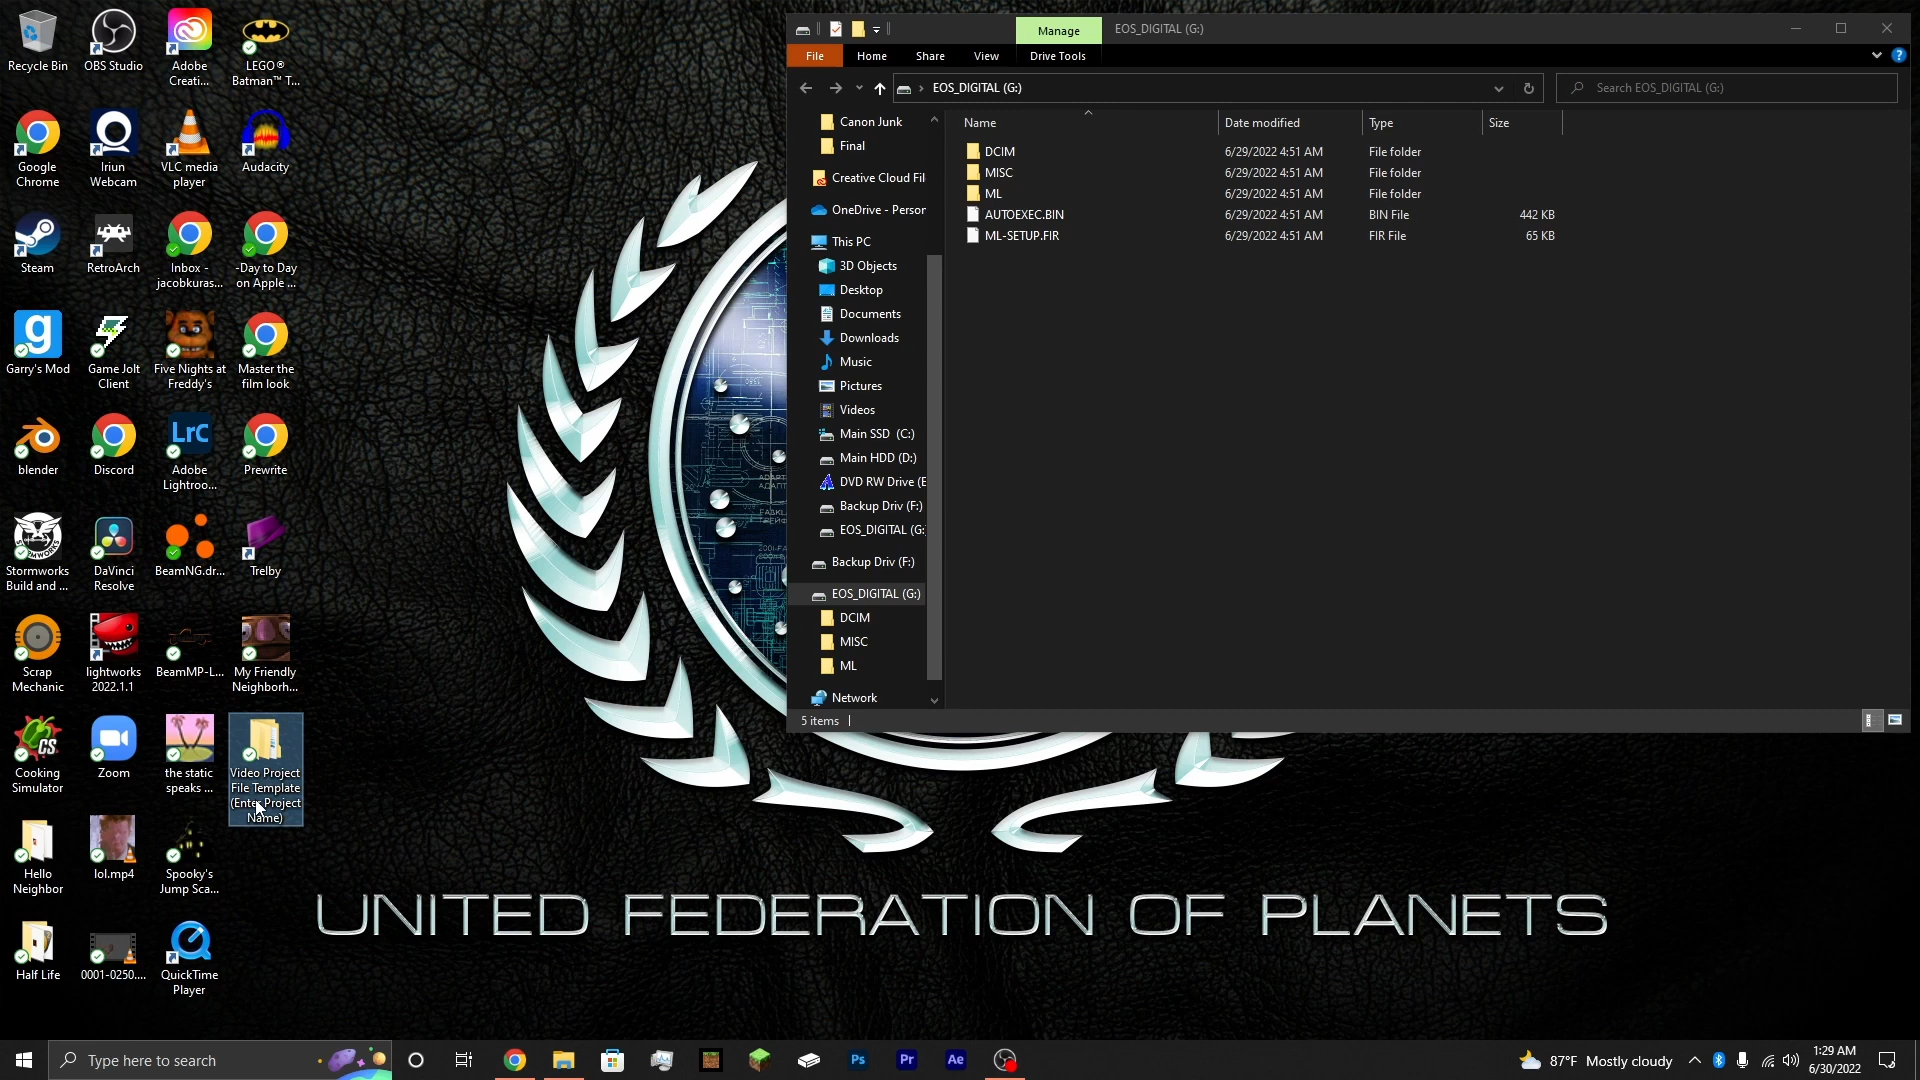 Recycle Bin
OBS Studio
Adobe
Creati...
LEGO®
Batman™ T...
Google
Chrome
Iriun
Webcam
VLC media
player
Audacity
Steam
RetroArch
Inbox -
jacobkuras...
-Day to Day
on Apple ...
Garry's Mod
Game Jolt
Client
Five Nights at
Freddy's
Master the
film look
blender
Discord
Lrc
Adobe
Lightroo...
Prewrite
Stormworks
Build and ...
DaVinci
Resolve
BeamNG.dr...
Trelby
Scrap
Mechanic
lightworks
2022.1.1
BeamMP-L...
My Friendly
Neighborh...
CS
Cooking
Simulator
Zoom
the static
speaks ...
Video Project
File Template
(Enter Project
Name)
Hello
Neighbor
lol.mp4
Spooky's
Jump Sca...
Half Life
0001-0250....
QuickTime
Player
Manage
EOS_DIGITAL (G:)
File
Home
Share
View
Drive Tools
EOS_DIGITAL (G:)
Search EOS_DIGITAL (G:)
Canon Junk
Final
Creative Cloud Fil
OneDrive - Person
This PC
3D Objects
Desktop
Documents
Downloads
Music
Pictures
Videos
Main SSD (C:)
Main HDD (D:)
DVD RW Drive (E
Backup Driv (F:)
EOS_DIGITAL (G:
Backup Driv (F:)
EOS_DIGITAL (G:)
DCIM
MISC
ML
Network
Name Date modified Type Size
DCIM 6/29/2022 4:51 AM File folder
MISC 6/29/2022 4:51 AM File folder
ML 6/29/2022 4:51 AM File folder
AUTOEXEC.BIN 6/29/2022 4:51 AM BIN File 442 KB
ML-SETUP.FIR 6/29/2022 4:51 AM FIR File 65 KB
5 items
UNITED FEDERATION OF PLANETS
Type here to search
Ps
Pr
Ae
87°F Mostly cloudy
1:29 AM
6/30/2022